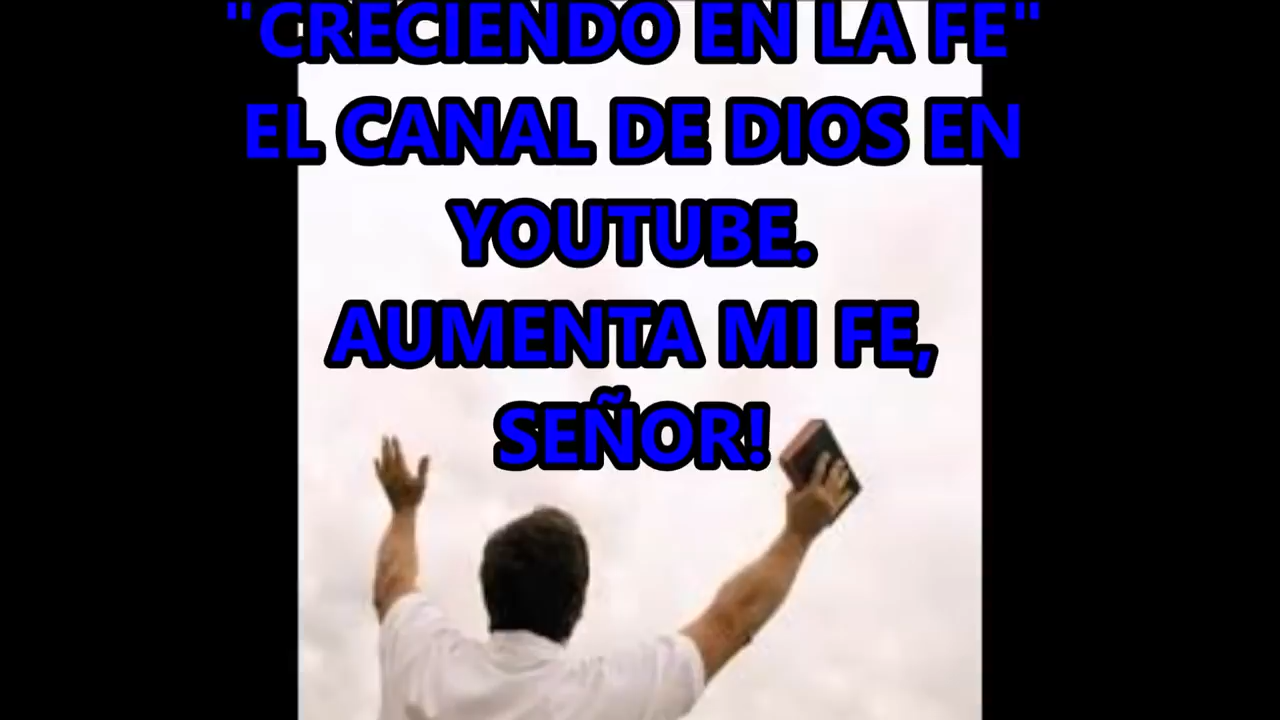 "CRECIENDO EN LA FE"
EL CANAL DE DIOS EN
YOUTUBE.
AUMENTA MI FE,
SEÑOR!